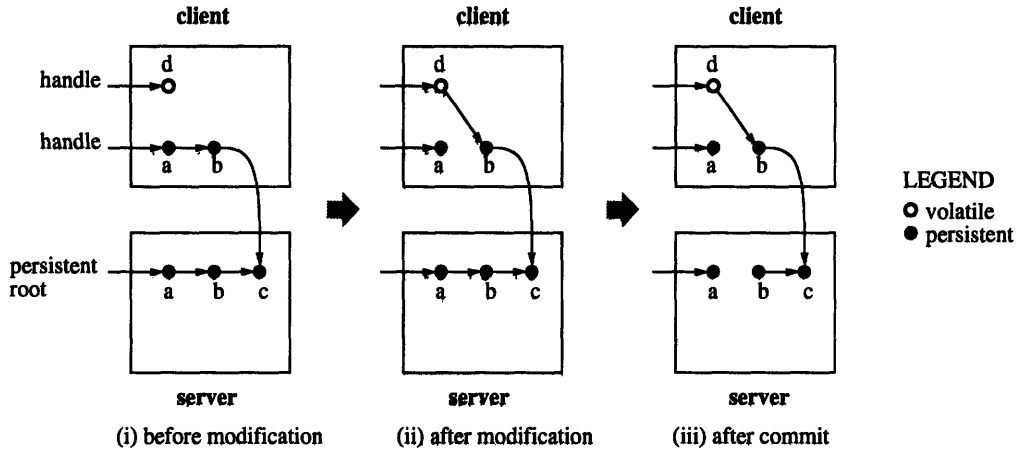 client
client
client
handle
d
d
d
handle
a
b
a
b
a
b
LEGEND
volatile
persistent
persistent
root
a
b
c
a
b
c
a
b
c
server
server
server
(i) before modification
(ii) after modification
(iii) after commit